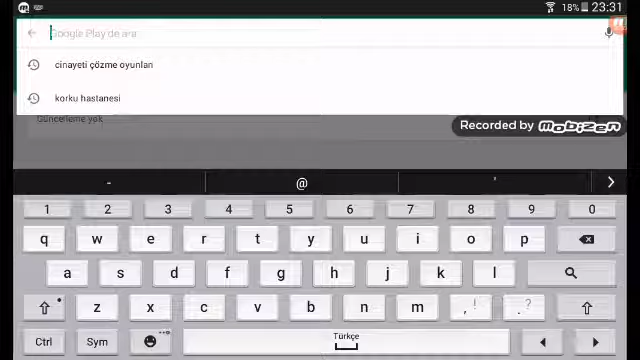 18% 23:31
Google Play'de ara
cinayeti çözme oyunları
korku hastanesi
Güncelleme yok
Recorded by mobizen
- @ '
1 2 3 4 5 6 7 8 9 0
q w e r t y u i o p
a s d f g h j k l
z x c v b n m , ! . ?
Ctrl Sym Türkçe